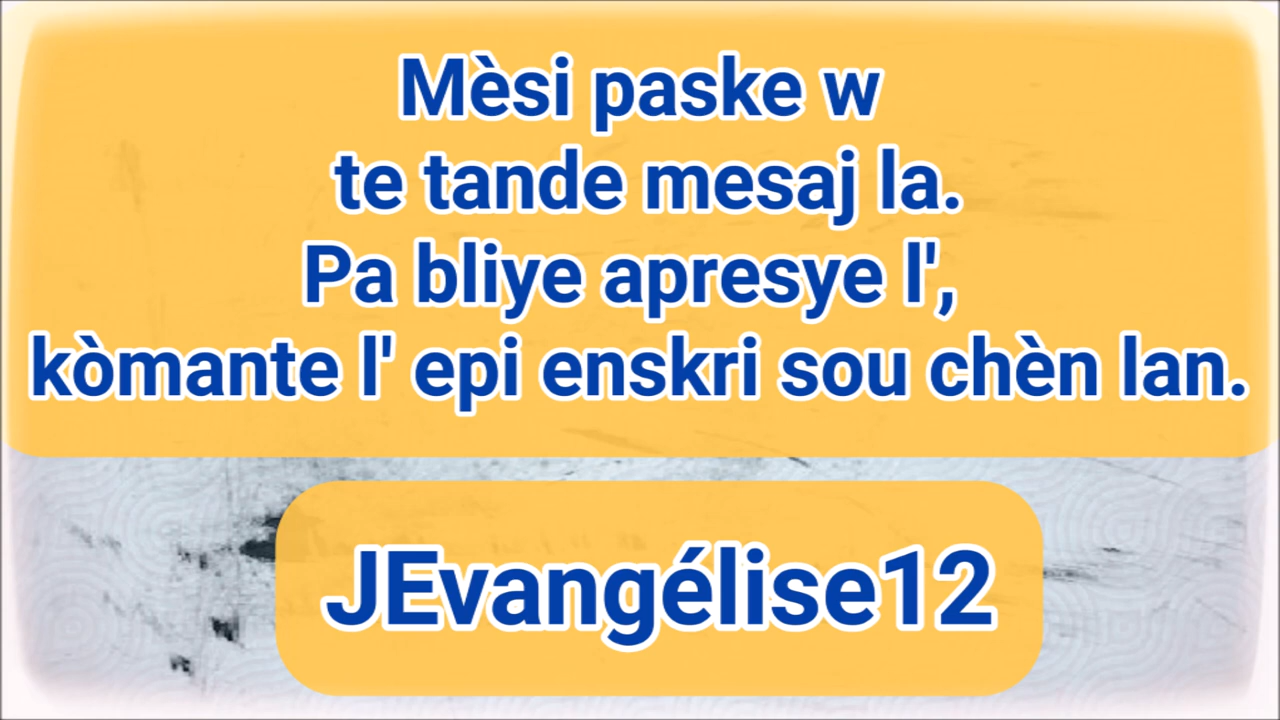 Mèsi paske w
te tande mesaj la.
Pa bliye apresye l',
kòmante l' epi enskri sou chèn lan.
JEvangélise12